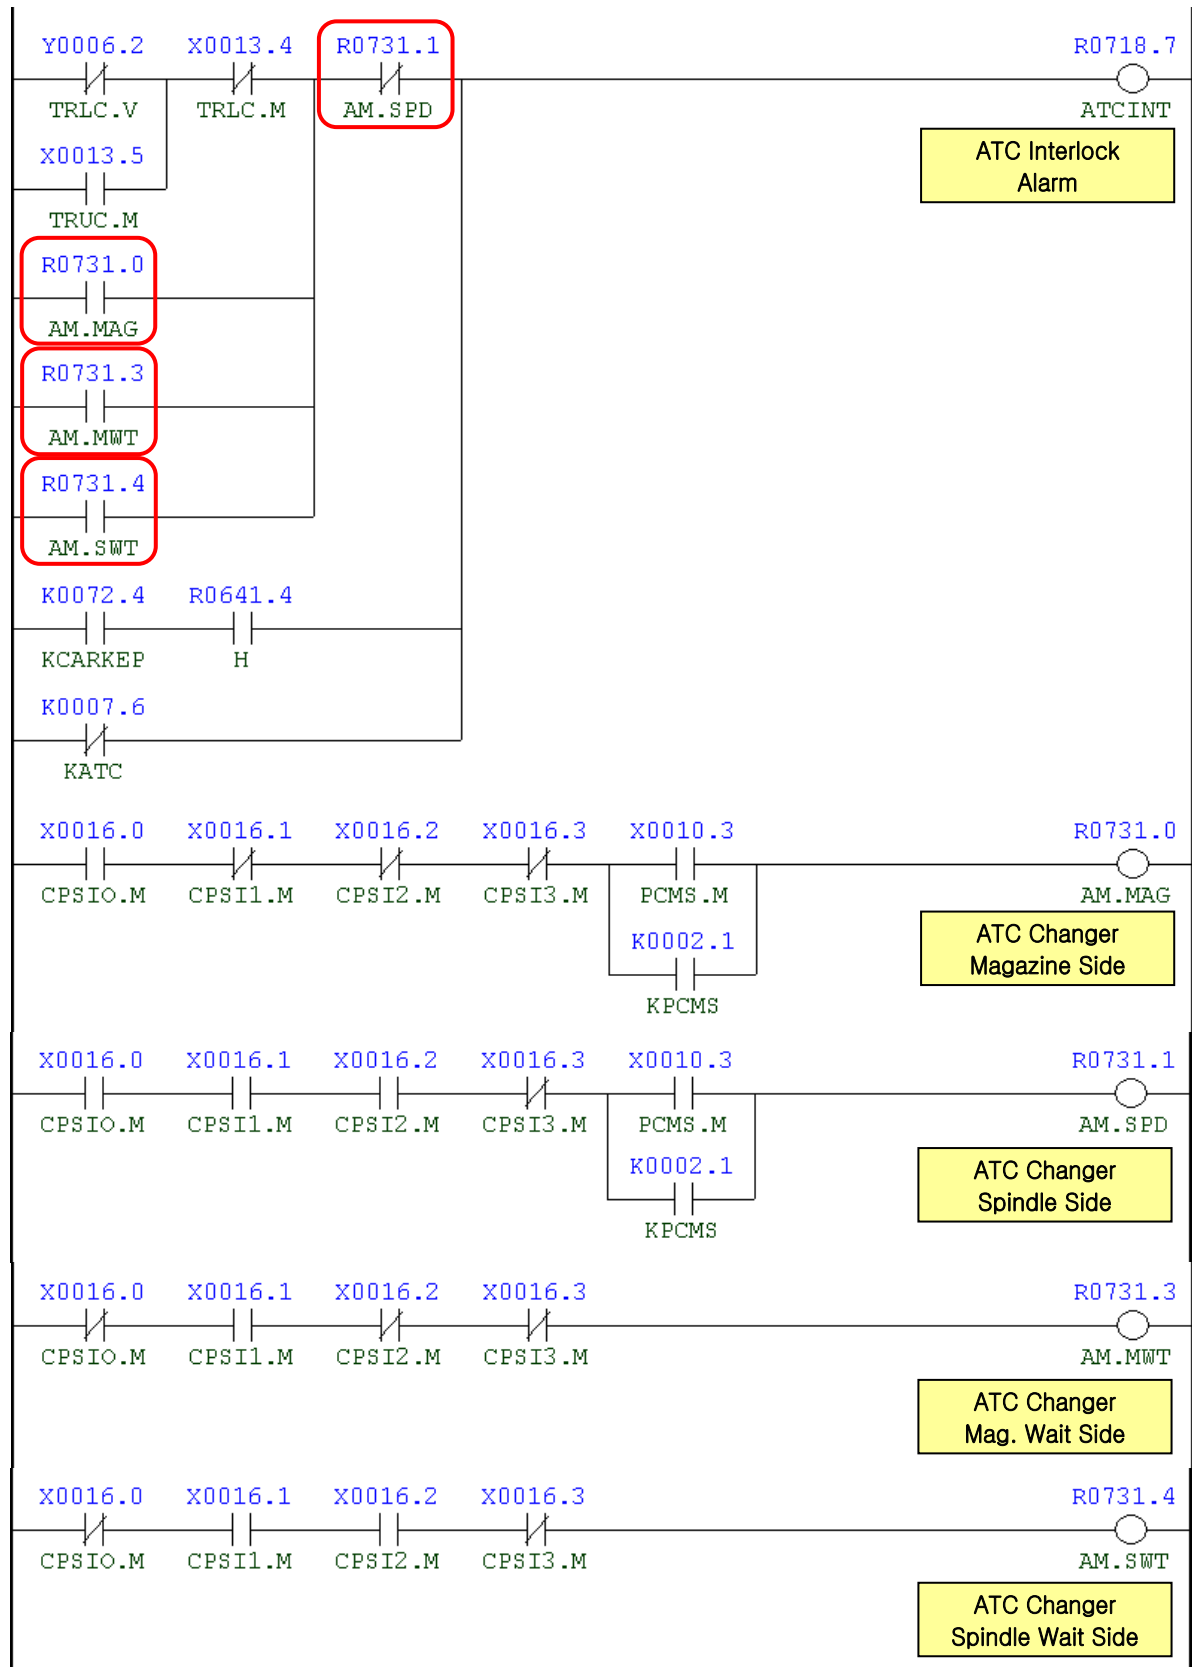 Y0006.2 X0013.4 R0731.1 R0718.7
TRLC.V TRLC.M AM.SPD ATCINT
ATC Interlock
Alarm
X0013.5
TRUC.M
R0731.0
AM.MAG
R0731.3
AM.MWT
R0731.4
AM.SWT
K0072.4 R0641.4
KCARKEP H
K0007.6
KATC
X0016.0 X0016.1 X0016.2 X0016.3 X0010.3 R0731.0
CPSIO.M CPSI1.M CPSI2.M CPSI3.M PCMS.M AM.MAG
ATC Changer
Magazine Side
K0002.1
KPCMS
X0016.0 X0016.1 X0016.2 X0016.3 X0010.3 R0731.1
CPSIO.M CPSI1.M CPSI2.M CPSI3.M PCMS.M AM.SPD
ATC Changer
Spindle Side
K0002.1
KPCMS
X0016.0 X0016.1 X0016.2 X0016.3 R0731.3
CPSIO.M CPSI1.M CPSI2.M CPSI3.M AM.MWT
ATC Changer
Mag. Wait Side
X0016.0 X0016.1 X0016.2 X0016.3 R0731.4
CPSIO.M CPSI1.M CPSI2.M CPSI3.M AM.SWT
ATC Changer
Spindle Wait Side